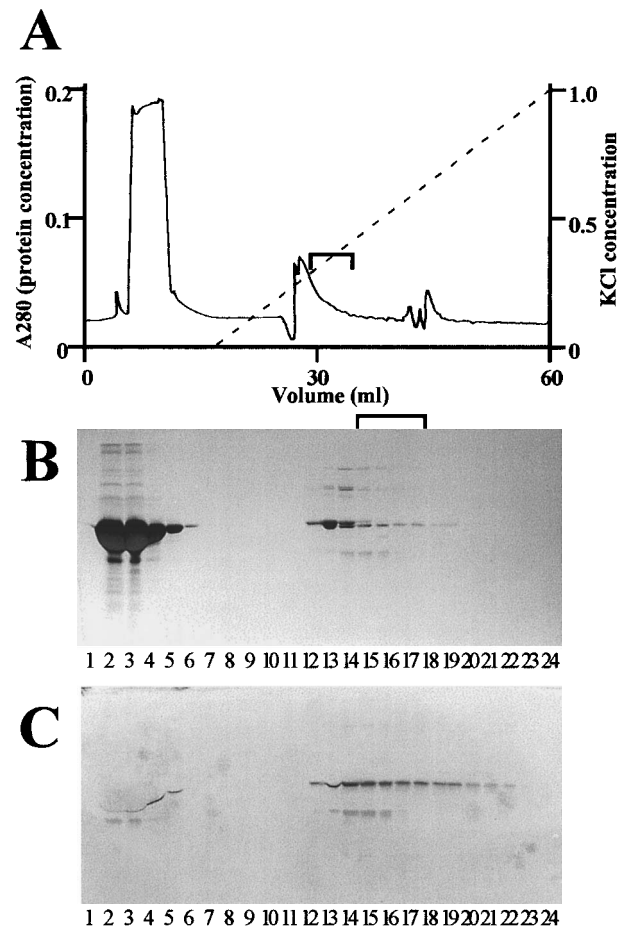 A
A280 (protein concentration)
0.2
0.1
0
KCl concentration
1.0
0.5
0
0 30 60
Volume (ml)
B
1 2 3 4 5 6 7 8 9 10 11 12 13 14 15 16 17 18 19 20 21 22 23 24
C
1 2 3 4 5 6 7 8 9 10 11 12 13 14 15 16 17 18 19 20 21 22 23 24